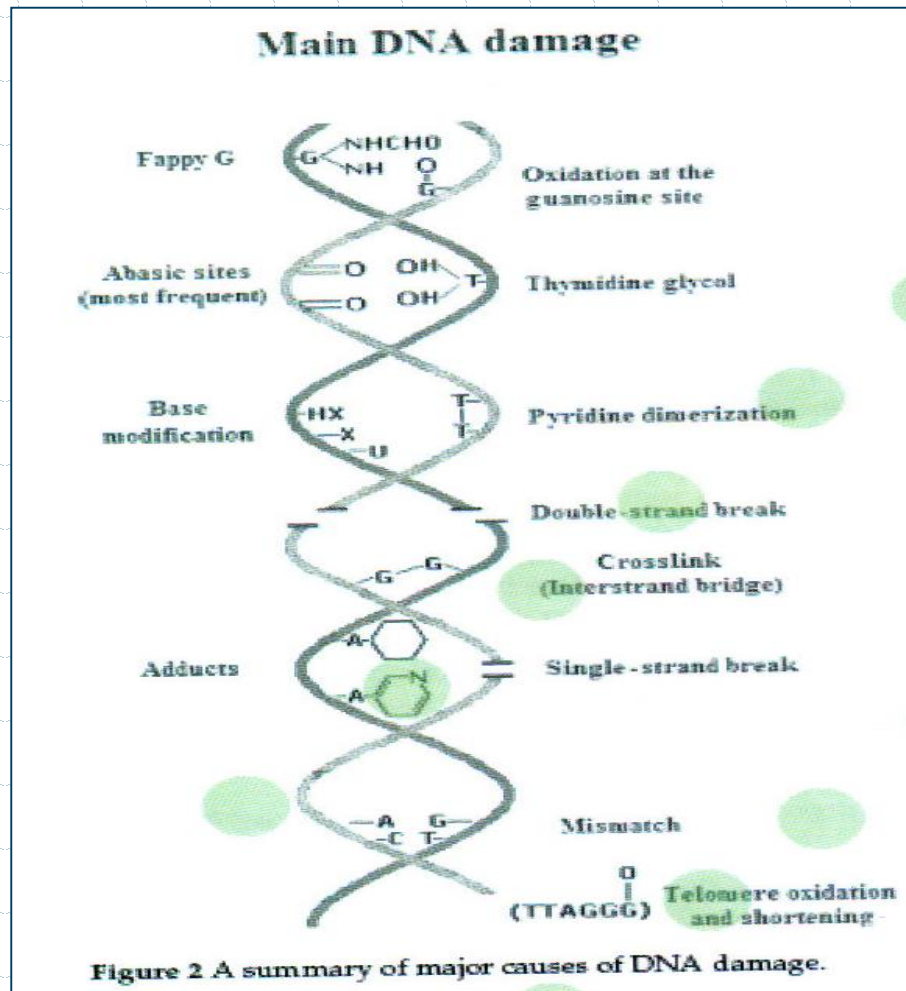 Main DNA damage
Fappy G
G
NHCHO
NH
O
G
Oxidation at the
guanosine site
Abasic sites
(most frequent)
O
O
OH
OH
T
Thymidine glycol
Base
modification
HX
X
U
T
T
Pyridine dimerization
Double-strand break
G
G
Crosslink
(Interstrand bridge)
Adducts
A
A
N
Single-strand break
A G
C T
Mismatch
O
(TTAGGG)
Telomere oxidation
and shortening
Figure 2 A summary of major causes of DNA damage.